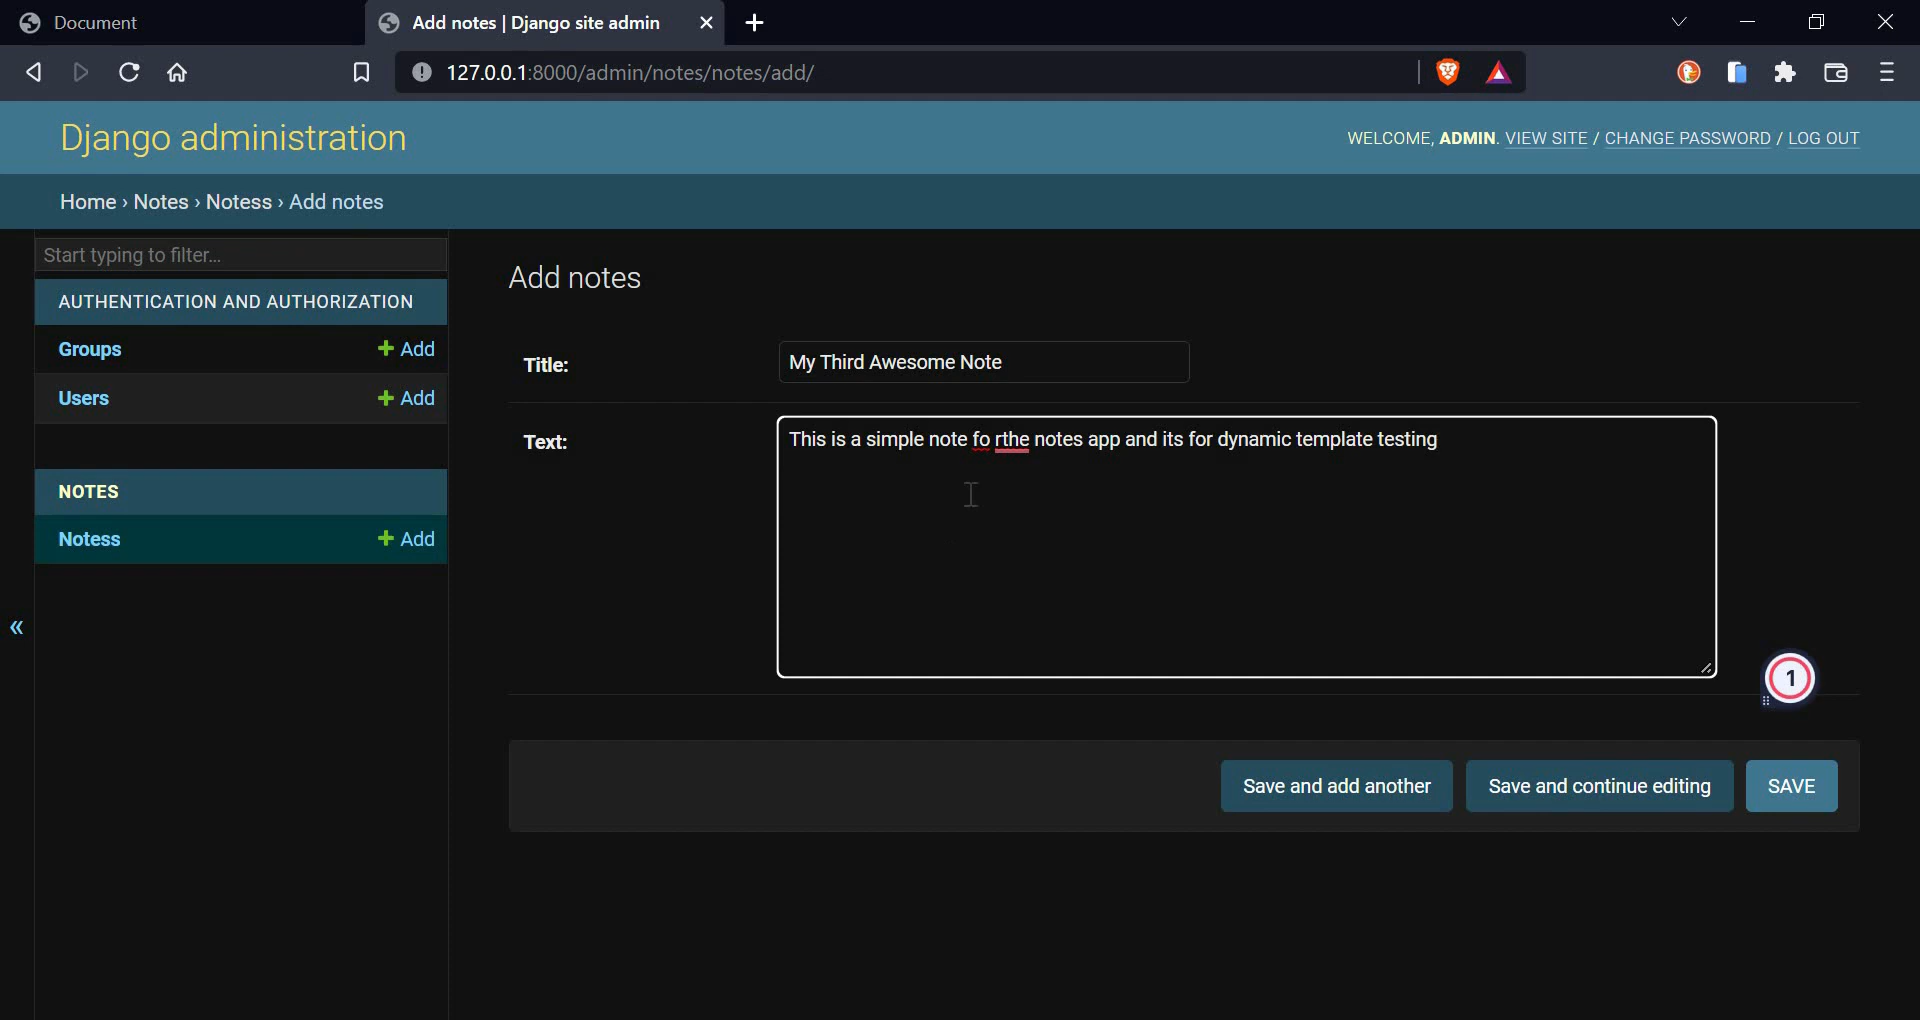 Document
Add notes | Django site admin
127.0.0.1:8000/admin/notes/notes/add/
Django administration
WELCOME, ADMIN. VIEW SITE / CHANGE PASSWORD / LOG OUT
Home › Notes › Notess › Add notes
Start typing to filter...
AUTHENTICATION AND AUTHORIZATION
Groups + Add
Users + Add
NOTES
Notess + Add
«
Add notes
Title: My Third Awesome Note
Text: This is a simple note fo rthe notes app and its for dynamic template testing
1
Save and add another Save and continue editing SAVE